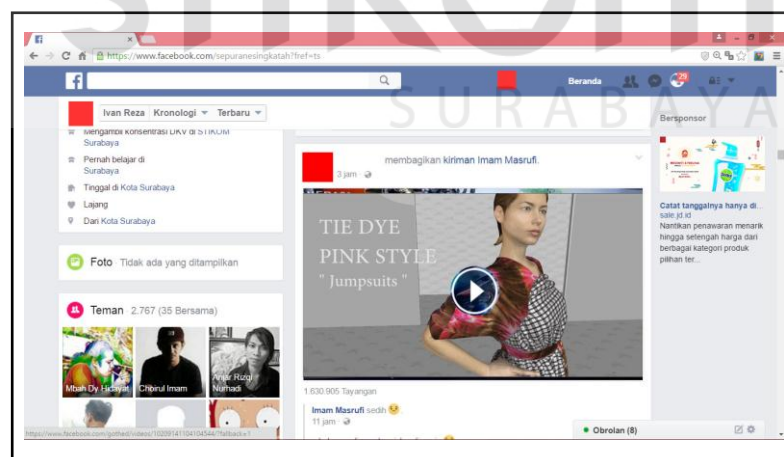 STIKOM
SURABAYA
https://www.facebook.com/sepuranesingkatah?fref=ts
f
Beranda
29
Ivan Reza Kronologi Terbaru
Mengambil konsentrasi DKV di STIKOM
Surabaya
Pernah belajar di
Surabaya
Tinggal di Kota Surabaya
Lajang
Dari Kota Surabaya
Foto · Tidak ada yang ditampilkan
Teman · 2.767 (35 Bersama)
Mbah Dy Hidayat
Choirul Imam
Anjar Rizqi
Nurhadi
membagikan kiriman Imam Masrufi.
3 jam ·
TIE DYE
PINK STYLE
" Jumpsuits "
1.630.905 Tayangan
Imam Masrufi sedih
11 jam ·
Bersponsor
Catat tanggalnya hanya di...
sale.jd.id
Nantikan penawaran menarik
hingga setengah harga dari
berbagai kategori produk
pilihan ter...
Obrolan (8)